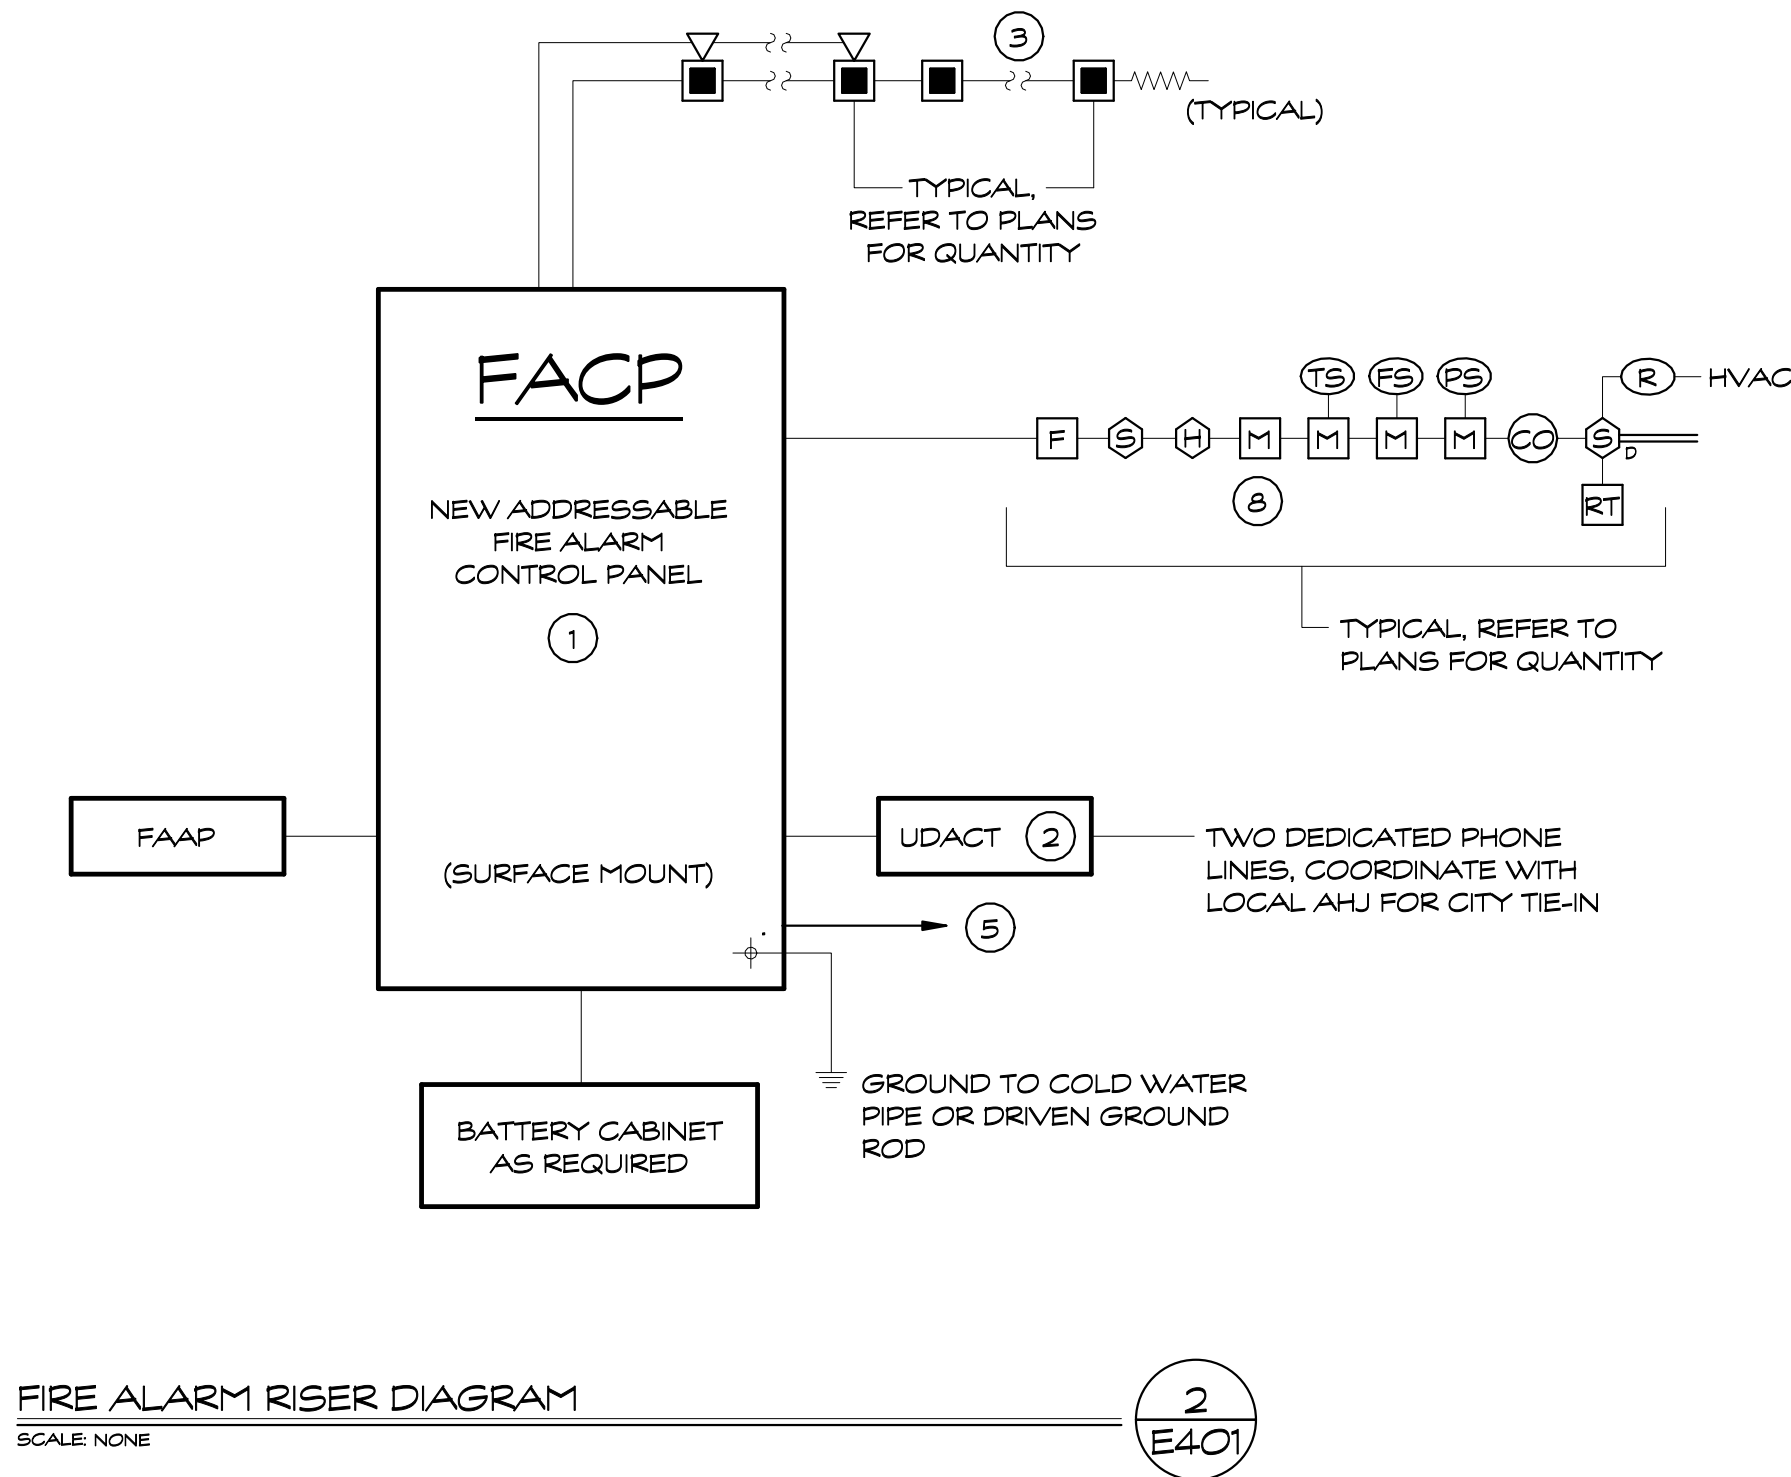 3
(TYPICAL)
TYPICAL,
REFER TO PLANS
FOR QUANTITY
FACP
NEW ADDRESSABLE
FIRE ALARM
CONTROL PANEL
1
(SURFACE MOUNT)
TS FS PS R HVAC
F S H M M M M CO S D
8
RT
TYPICAL, REFER TO
PLANS FOR QUANTITY
FAAP
UDACT 2
TWO DEDICATED PHONE
LINES, COORDINATE WITH
LOCAL AHJ FOR CITY TIE-IN
5
GROUND TO COLD WATER
PIPE OR DRIVEN GROUND
ROD
BATTERY CABINET
AS REQUIRED
FIRE ALARM RISER DIAGRAM
SCALE: NONE
2
E401